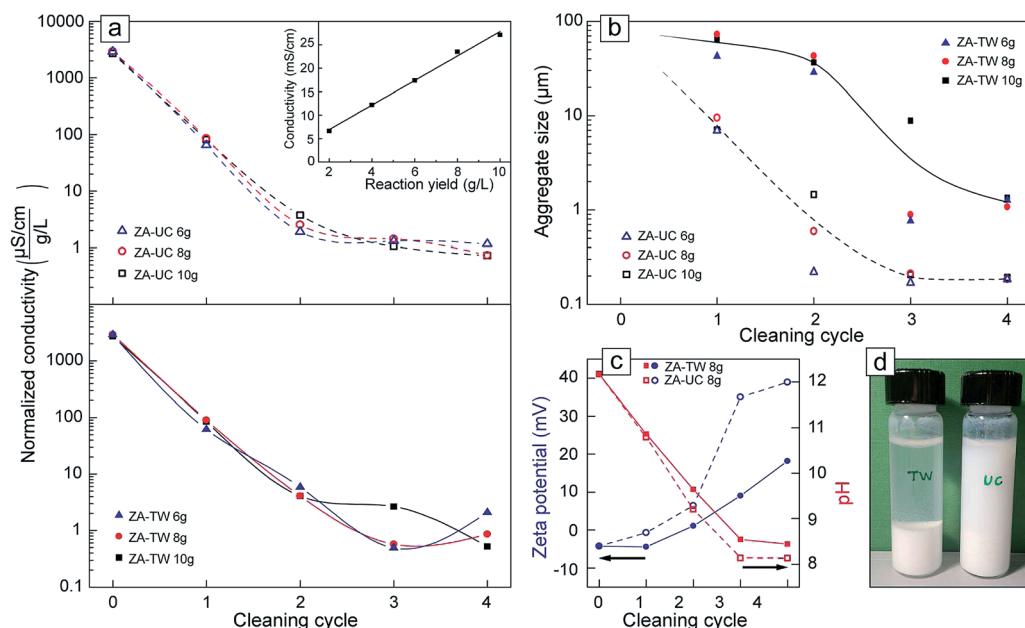 a
10000
1000
100
10
1
1000
100
10
1
0.1
Normalized conductivity (µS/cm / g/L)
ZA-UC 6g
ZA-UC 8g
ZA-UC 10g
Conductivity (mS/cm)
25
20
15
10
5
0
2 4 6 8 10
Reaction yield (g/L)
ZA-TW 6g
ZA-TW 8g
ZA-TW 10g
0 1 2 3 4
Cleaning cycle
b
100
10
1
0.1
Aggregate size (µm)
ZA-TW 6g
ZA-TW 8g
ZA-TW 10g
ZA-UC 6g
ZA-UC 8g
ZA-UC 10g
0 1 2 3 4
Cleaning cycle
c
40
30
20
10
0
-10
Zeta potential (mV)
ZA-TW 8g
ZA-UC 8g
12
11
10
9
8
pH
0 1 2 3 4
Cleaning cycle
d
TW
UC